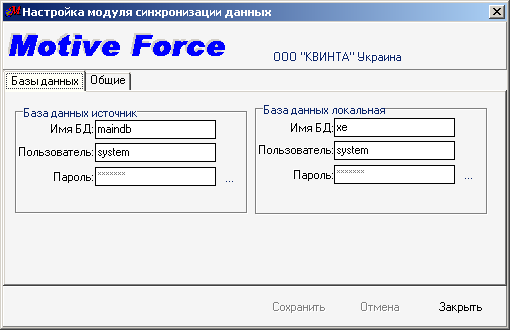 Настройка модуля синхронизации данных
Motive Force
ООО "КВИНТА" Украина
Базы данных Общие
База данных источник
Имя БД: maindb
Пользователь: system
Пароль: ******* ...
База данных локальная
Имя БД: xe
Пользователь: system
Пароль: ******* ...
Сохранить Отмена Закрыть